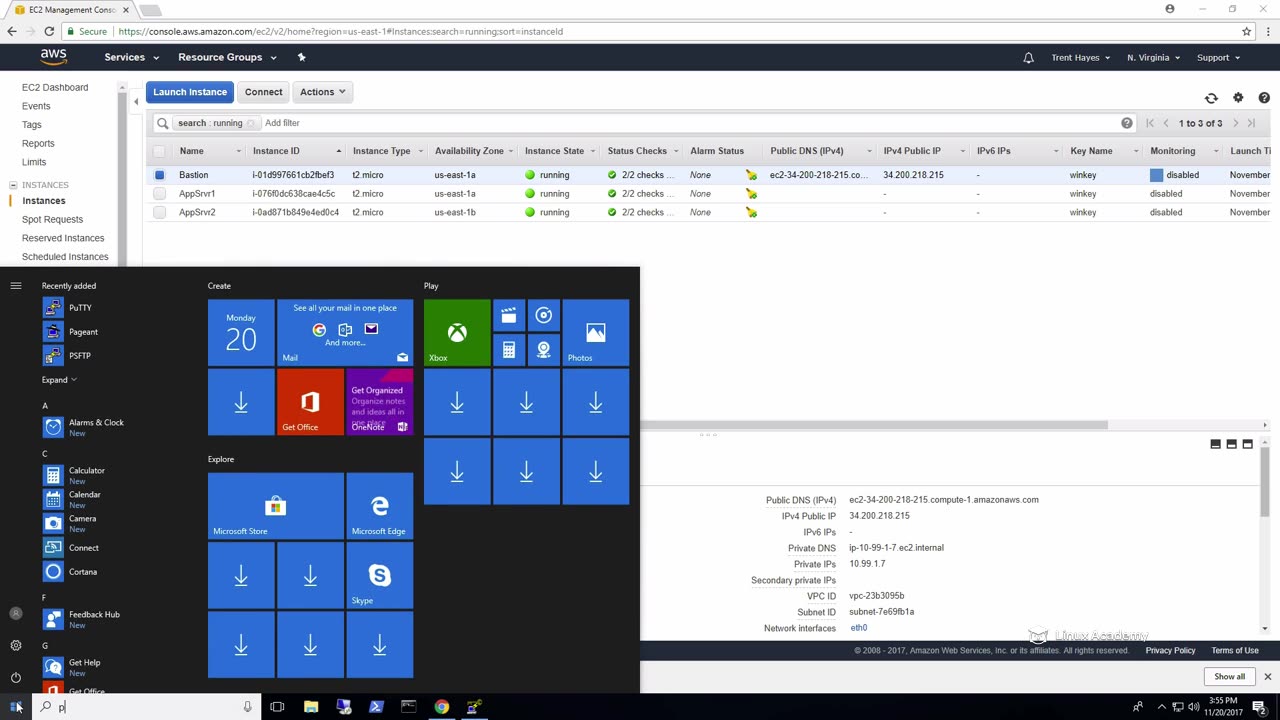 EC2 Management Conso
Secure
https://console.aws.amazon.com/ec2/v2/home?region=us-east-1#Instances:search=running;sort=instanceId
aws
Services
Resource Groups
Trent Hayes
N. Virginia
Support
EC2 Dashboard
Events
Tags
Reports
Limits
INSTANCES
Instances
Spot Requests
Reserved Instances
Scheduled Instances
Launch Instance
Connect
Actions
search : running
Add filter
1 to 3 of 3
Name Instance ID Instance Type Availability Zone Instance State Status Checks Alarm Status Public DNS (IPv4) IPv4 Public IP IPv6 IPs Key Name Monitoring Launch Ti
Bastion i-01d997661cb2fbef3 t2.micro us-east-1a running 2/2 checks ... None ec2-34-200-218-215.co... 34.200.218.215 - winkey disabled November
AppSrvr1 i-076f0dc638cae4c5c t2.micro us-east-1a running 2/2 checks ... None - - winkey disabled November
AppSrvr2 i-0ad871b849e4ed0c4 t2.micro us-east-1b running 2/2 checks ... None - - winkey disabled November
Recently added
PuTTY
Pageant
PSFTP
Expand
A
Alarms & Clock
New
C
Calculator
New
Calendar
New
Camera
New
Connect
Cortana
F
Feedback Hub
New
G
Get Help
New
Get Office
Create
Monday
20
See all your mail in one place
And more...
Mail
Get Office
Get Organized
Organize notes
and ideas all in
one place
OneNote
Explore
Microsoft Store
Microsoft Edge
Skype
Play
Xbox
Photos
Public DNS (IPv4) ec2-34-200-218-215.compute-1.amazonaws.com
IPv4 Public IP 34.200.218.215
IPv6 IPs -
Private DNS ip-10-99-1-7.ec2.internal
Private IPs 10.99.1.7
Secondary private IPs
VPC ID vpc-23b3095b
Subnet ID subnet-7e69fb1a
Network interfaces eth0
Linux Academy
© 2008 - 2017, Amazon Web Services, Inc. or its affiliates. All rights reserved.
Privacy Policy
Terms of Use
Show all
p
3:55 PM
11/20/2017
2